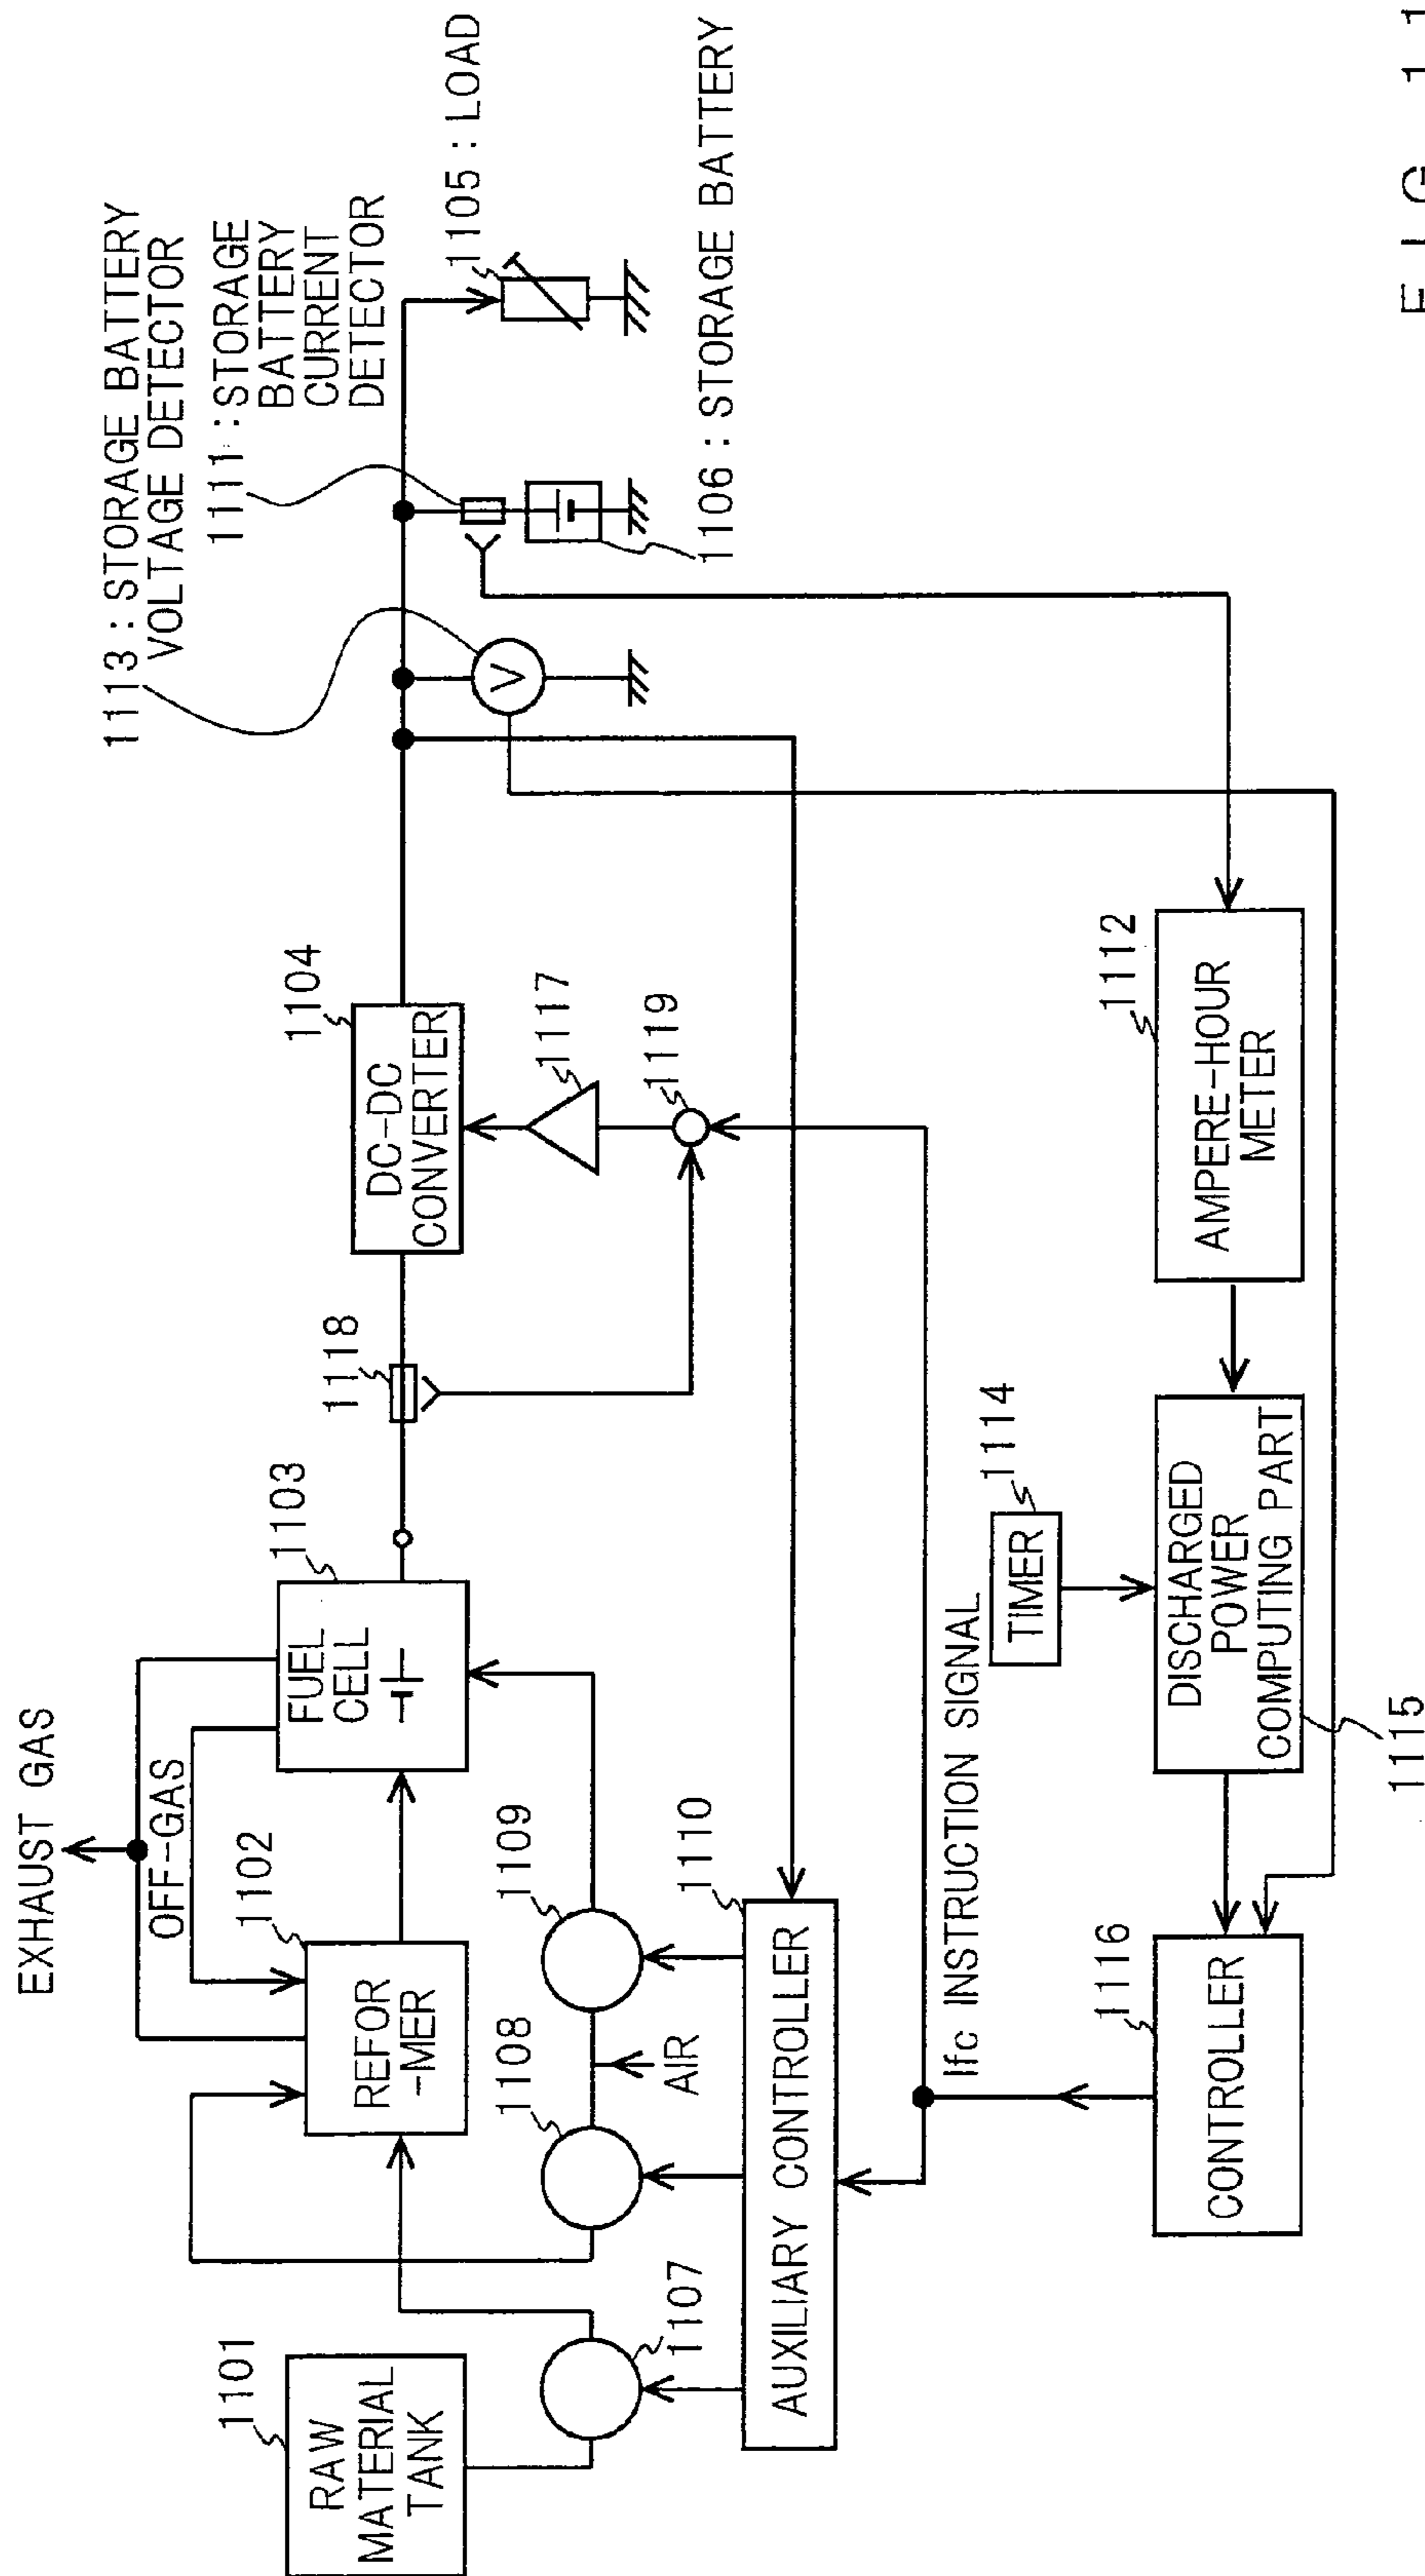 EXHAUST GAS
OFF-GAS
1113 : STORAGE BATTERY
VOLTAGE DETECTOR
1111 : STORAGE
BATTERY
CURRENT
DETECTOR
1105 : LOAD
1106 : STORAGE BATTERY
1101
RAW
MATERIAL
TANK
1102
REFOR
-MER
1103
FUEL
CELL
1118
1104
DC-DC
CONVERTER
1117
1119
1107
1108
AIR
1109
1110
AUXILIARY CONTROLLER
Ifc INSTRUCTION SIGNAL
V
1114
TIMER
1112
AMPERE-HOUR
METER
DISCHARGED
POWER
COMPUTING PART
1115
1116
CONTROLLER